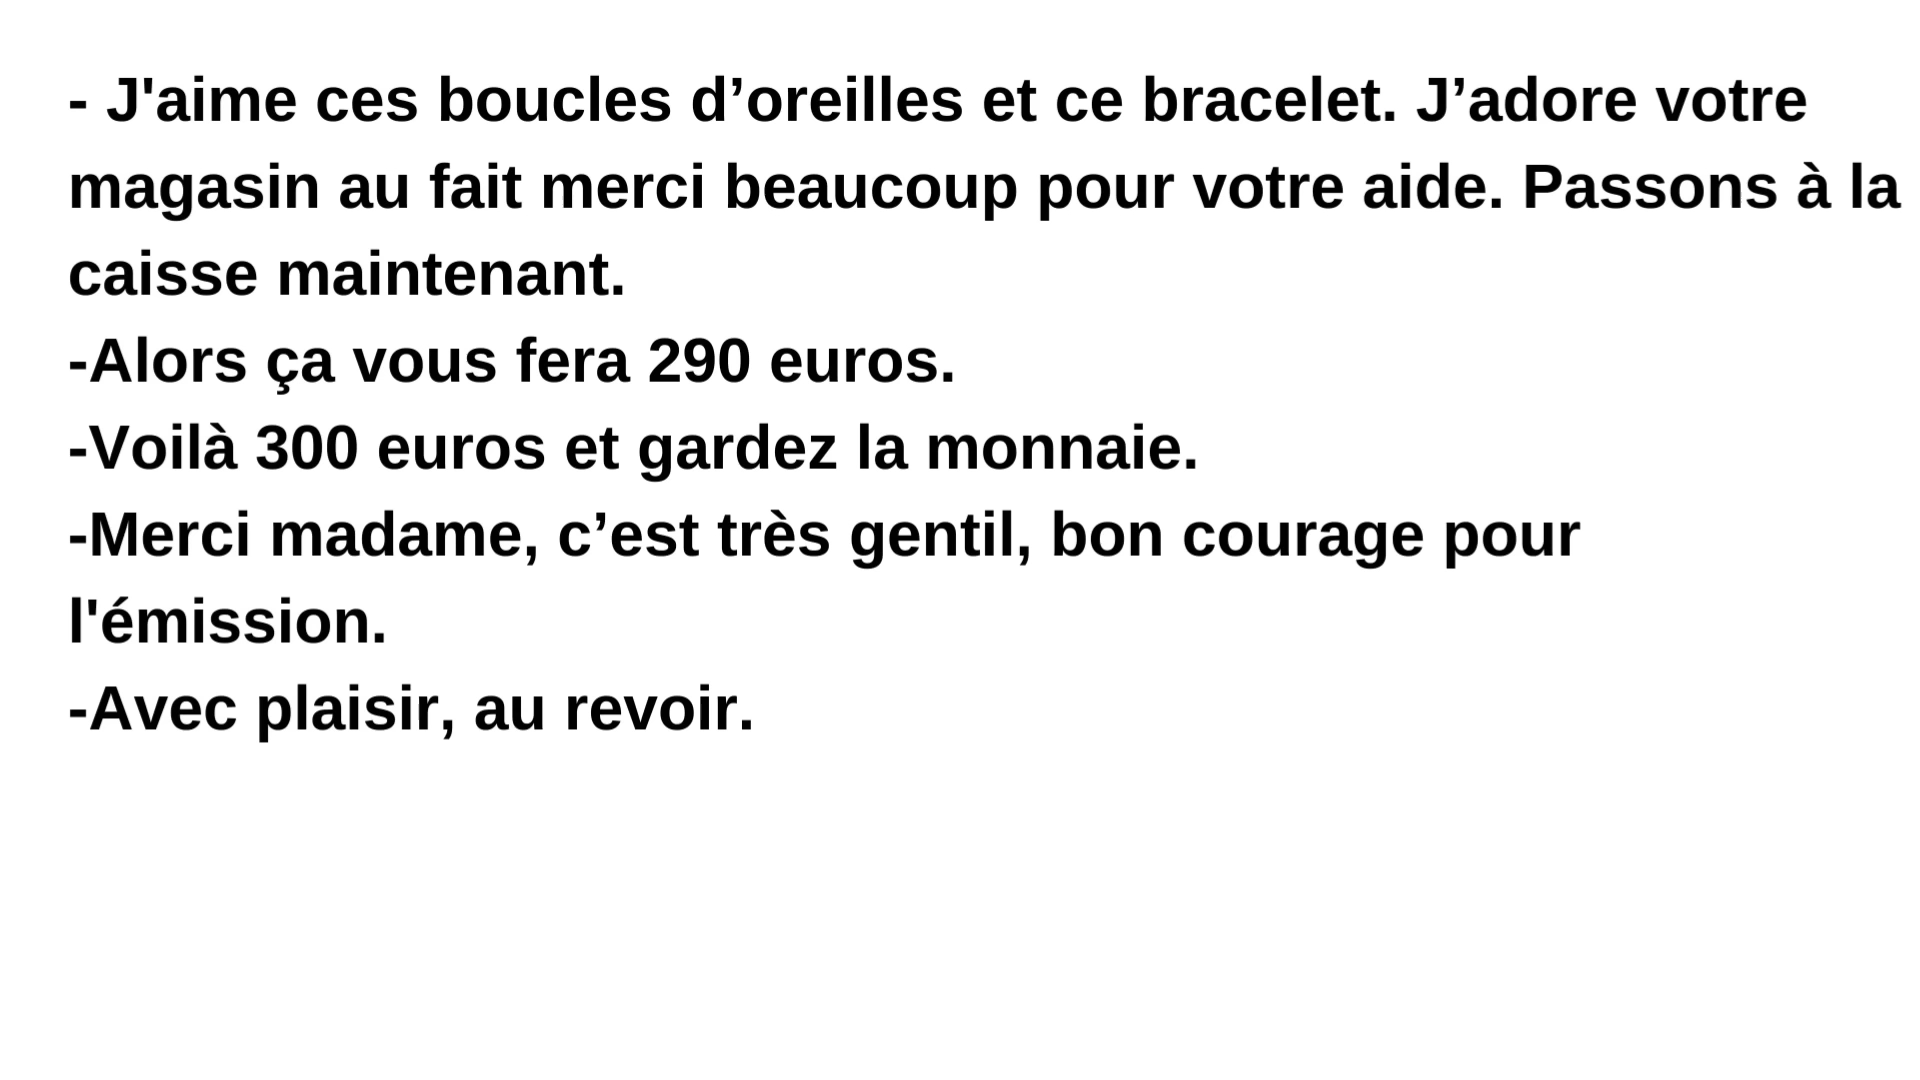 - J'aime ces boucles d’oreilles et ce bracelet. J’adore votre
magasin au fait merci beaucoup pour votre aide. Passons à la
caisse maintenant.
-Alors ça vous fera 290 euros.
-Voilà 300 euros et gardez la monnaie.
-Merci madame, c’est très gentil, bon courage pour
l'émission.
-Avec plaisir, au revoir.